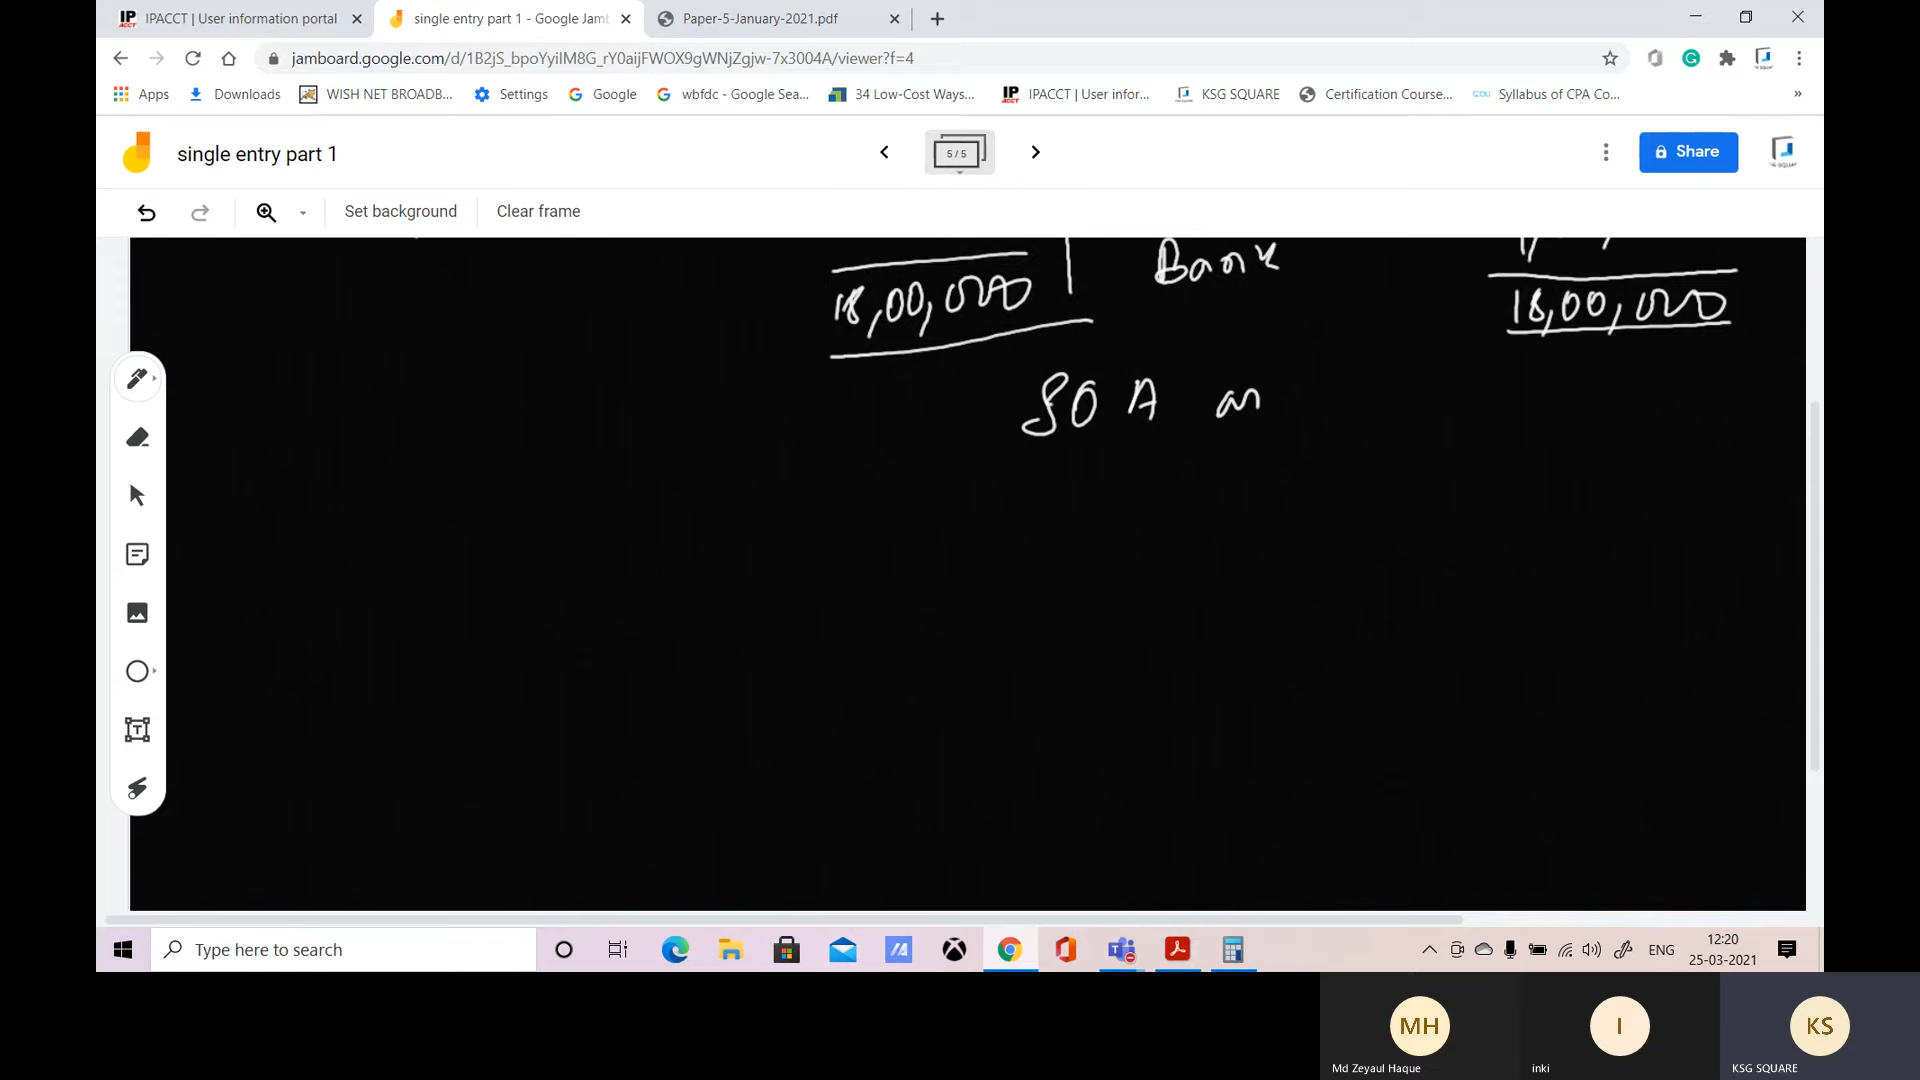 IPACCT | User information portal
single entry part 1 - Google Jamb
Paper-5-January-2021.pdf
jamboard.google.com/d/1B2jS_bpoYyilM8G_rY0aijFWOX9gWNjZgjw-7x3004A/viewer?f=4
Apps
Downloads
WISH NET BROADB...
Settings
Google
wbfdc - Google Sea...
34 Low-Cost Ways...
IPACCT | User infor...
KSG SQUARE
Certification Course...
CDU
Syllabus of CPA Co...
»
single entry part 1
5 / 5
Share
Set background
Clear frame
Bank
18,00,000
18,00,000
SOA an
Type here to search
ENG
12:20
25-03-2021
MH
I
KS
Md Zeyaul Haque
inki
KSG SQUARE